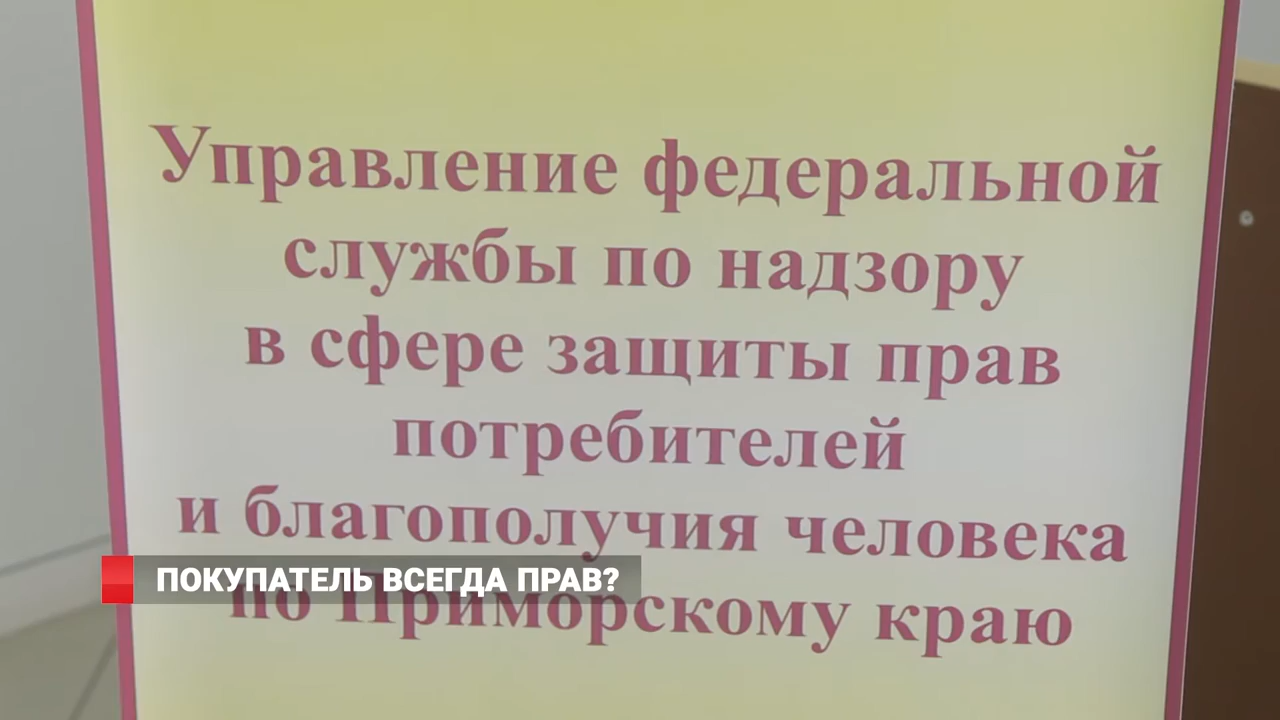 Управление федеральной
службы по надзору
в сфере защиты прав
потребителей
и благополучия человека
ПОКУПАТЕЛЬ ВСЕГДА ПРАВ?
по Приморскому краю